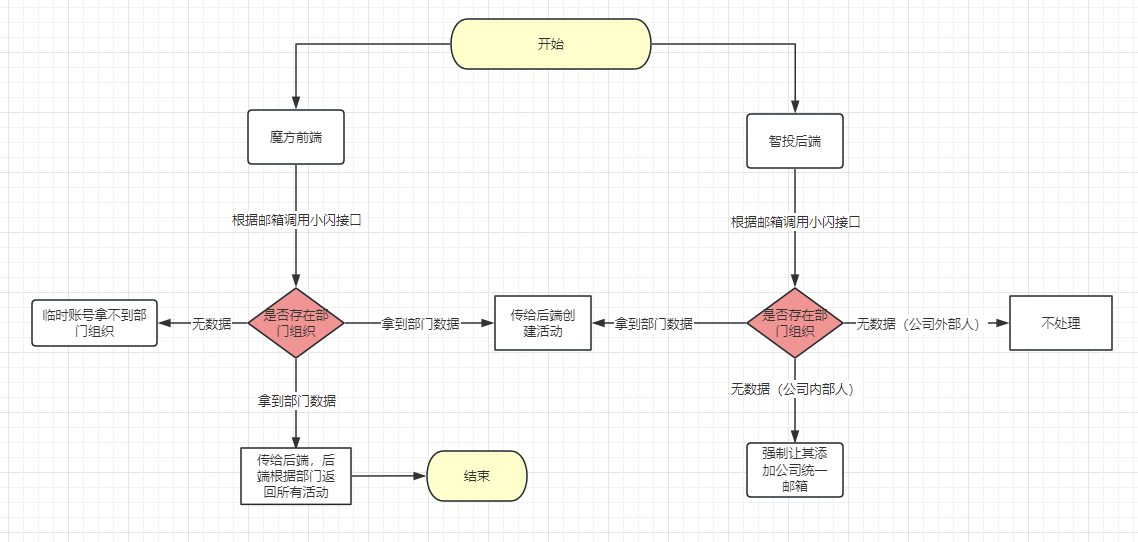 开始
魔方前端
智投后端
根据邮箱调用小闪接口
根据邮箱调用小闪接口
临时账号拿不到部
门组织
无数据
是否存在部
门组织
拿到部门数据
传给后端创
建活动
拿到部门数据
是否存在部
门组织
无数据（公司外部人）
不处理
拿到部门数据
无数据（公司内部人）
传给后端，后
端根据部门返
回所有活动
结束
强制让其添
加公司统一
邮箱